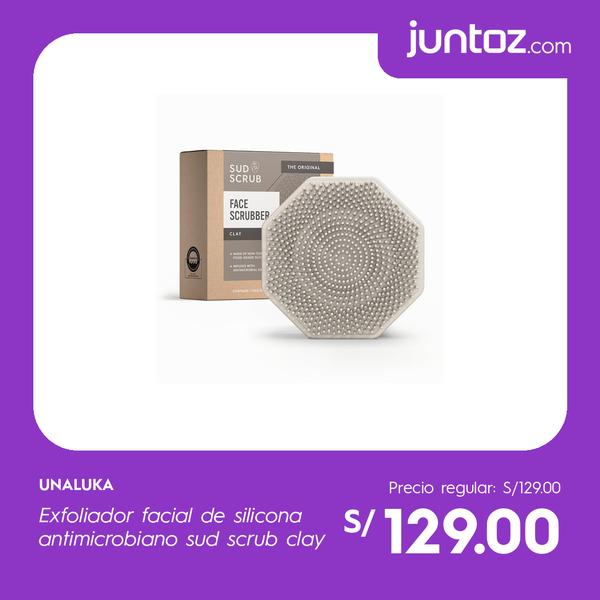 juntoz.com
SUD
SCRUB
THE ORIGINAL
FACE
SCRUBBER
CLAY
UNALUKA
Exfoliador facial de silicona
antimicrobiano sud scrub clay
Precio regular: S/129.00
S/129.00